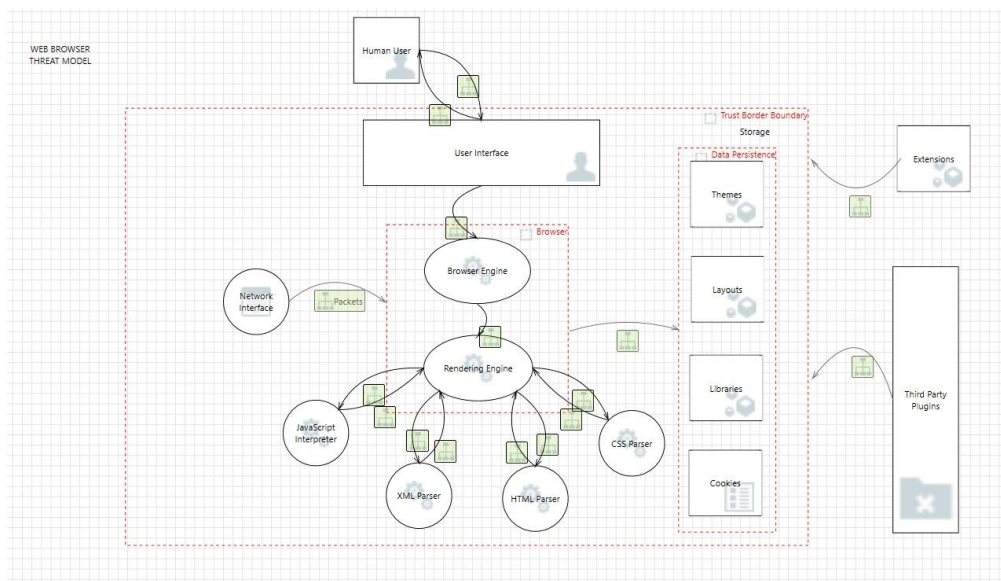 WEB BROWSER
THREAT MODEL
Human User
Trust Border Boundary
Storage
User Interface
Data Persistence
Extensions
Themes
Browser
Browser Engine
Network
Interface
Packets
Layouts
Rendering Engine
Libraries
Third Party
Plugins
JavaScript
Interpreter
CSS Parser
XML Parser
HTML Parser
Cookies